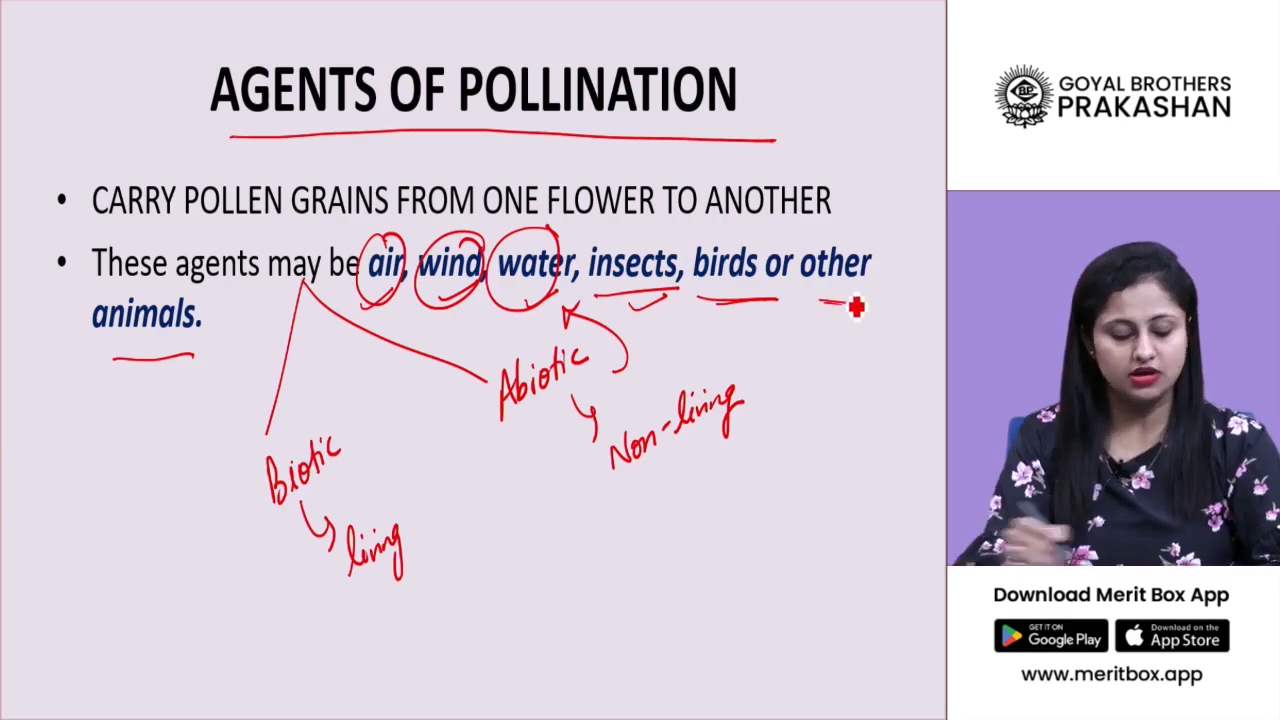 AGENTS OF POLLINATION
• CARRY POLLEN GRAINS FROM ONE FLOWER TO ANOTHER
• These agents may be air, wind, water, insects, birds or other
animals.
Abiotic
Non-living
Biotic
living
BP
GOYAL BROTHERS
PRAKASHAN
Download Merit Box App
GET IT ON
Google Play
Download on the
App Store
www.meritbox.app